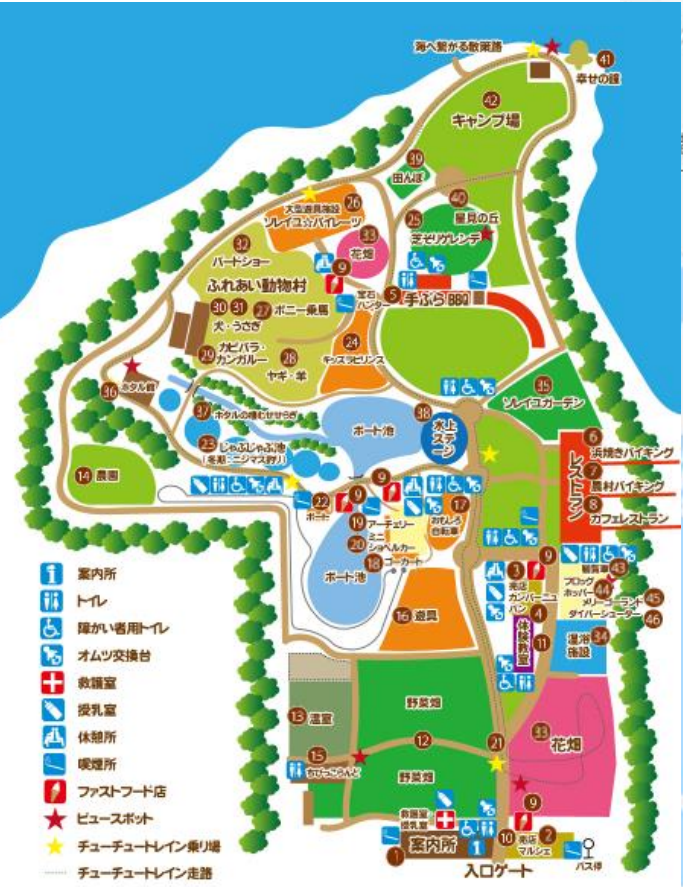 海へ繋がる散策路
41
幸せの鐘
42
キャンプ場
39
田んぼ
26
大型遊具施設
ソレイユ☆パイレーツ
40
25
星見の丘
芝そりゲレンデ
33
花畑
32
バードショー
9
ふれあい動物村
宝石
ハンター
5
手ぶらBBQ
30 31 27 ポニー乗馬
犬・うさぎ
24
キッズラビリンス
29
カピバラ・
カンガルー
28
ヤギ・羊
36
ホタル館
35
ソレイユガーデン
37
ホタルの棲むせせらぎ
ボート池
38
水上
ステージ
6
浜焼きバイキング
7
農村バイキング
8
カフェレストラン
レストラン
23
じゃぶじゃぶ池
(冬期:ニジマス釣り)
14 農園
22
ボート
9
9
19
アーチェリー
20
ミニ
ショベルカー
18 ゴーカート
17
おもしろ
自転車
ボート池
9
3
売店
カンパーニュ
パン
4
観覧車 43
フロッグ
ホッパー 44
メリーゴーランド 45
ダイバーシューター 46
体験教室
11
温浴
施設
34
16 遊具
案内所
トイレ
障がい者用トイレ
オムツ交換台
救護室
授乳室
休憩所
喫煙所
ファストフード店
ビュースポット
チューチュートレイン乗り場
チューチュートレイン走路
野菜畑
13 温室
12
21
33
花畑
15
ちびっこらんど
野菜畑
9
救護室
授乳室
1
案内所
10
売店
マルシェ
2
バス停
入口ゲート